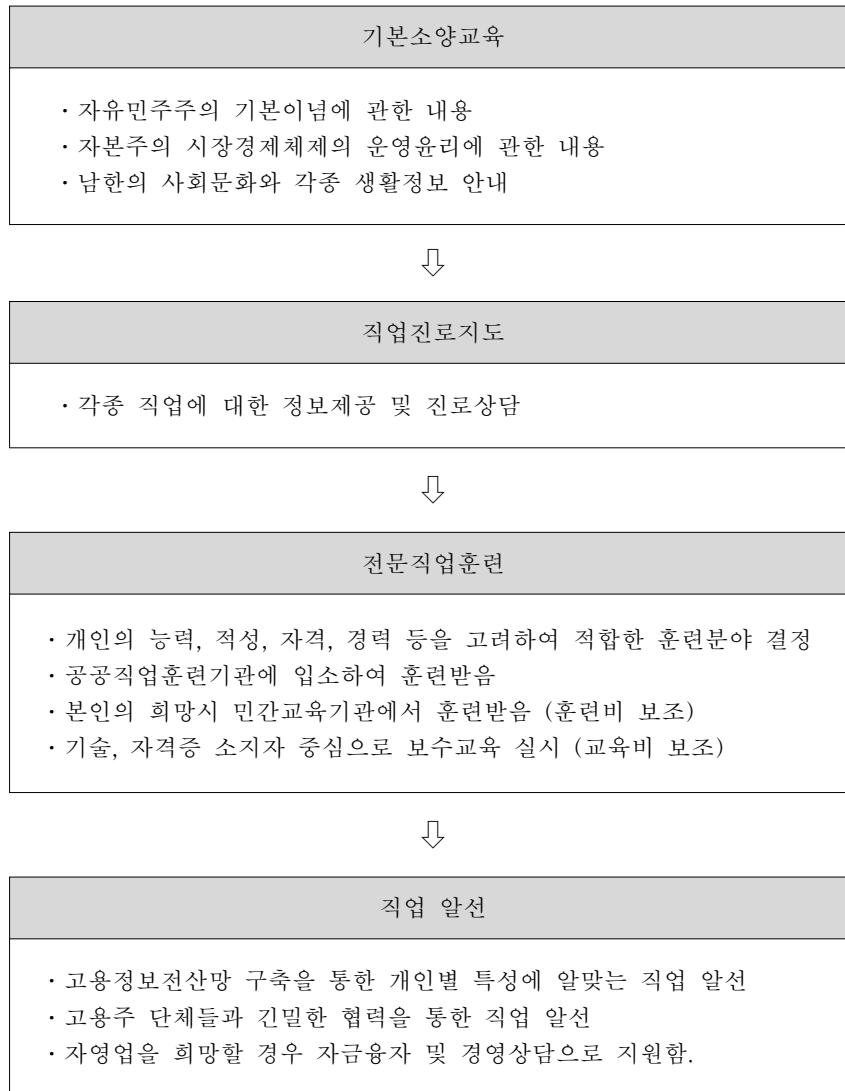 기본소양교육
· 자유민주주의 기본이념에 관한 내용
· 자본주의 시장경제체제의 운영윤리에 관한 내용
· 남한의 사회문화와 각종 생활정보 안내
⇩
직업진로지도
· 각종 직업에 대한 정보제공 및 진로상담
⇩
전문직업훈련
· 개인의 능력, 적성, 자격, 경력 등을 고려하여 적합한 훈련분야 결정
· 공공직업훈련기관에 입소하여 훈련받음
· 본인의 희망시 민간교육기관에서 훈련받음 (훈련비 보조)
· 기술, 자격증 소지자 중심으로 보수교육 실시 (교육비 보조)
⇩
직업 알선
· 고용정보전산망 구축을 통한 개인별 특성에 알맞는 직업 알선
· 고용주 단체들과 긴밀한 협력을 통한 직업 알선
· 자영업을 희망할 경우 자금융자 및 경영상담으로 지원함.